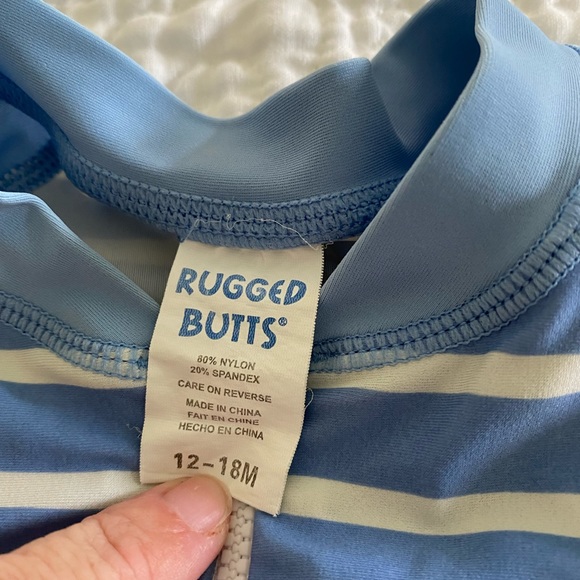 RUGGED
BUTTS®
80% NYLON
20% SPANDEX
CARE ON REVERSE
MADE IN CHINA
FAIT EN CHINE
HECHO EN CHINA
12-18M